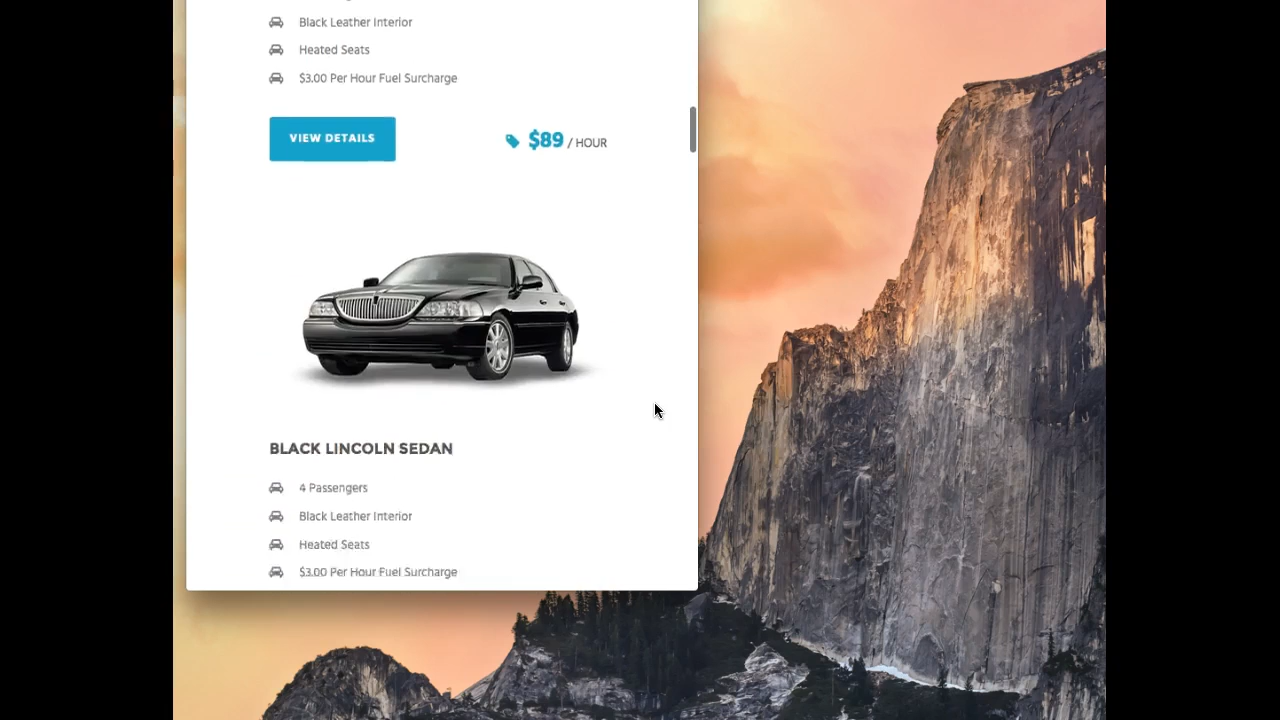 Black Leather Interior
Heated Seats
$3.00 Per Hour Fuel Surcharge
VIEW DETAILS
$89 / HOUR
BLACK LINCOLN SEDAN
4 Passengers
Black Leather Interior
Heated Seats
$3.00 Per Hour Fuel Surcharge